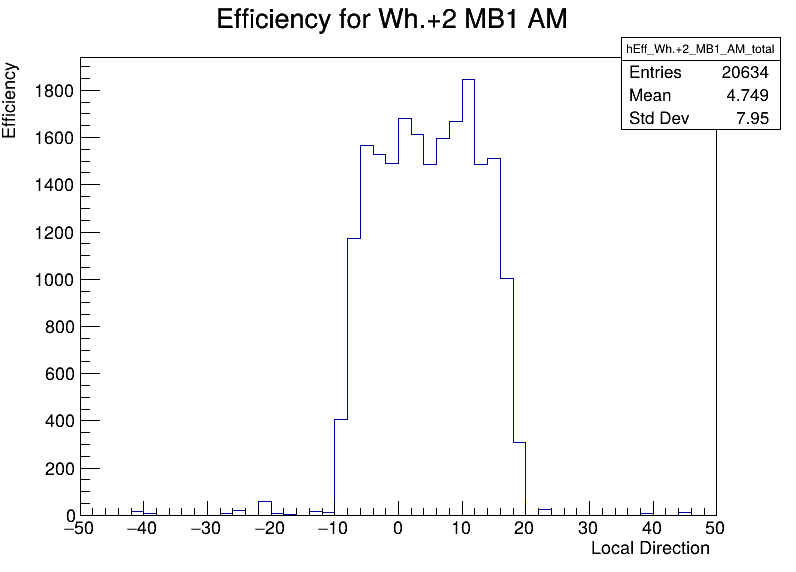 Efficiency for Wh.+2 MB1 AM
hEff_Wh.+2_MB1_AM_total
Entries 20634
Mean 4.749
Std Dev 7.95
Efficiency
1800
1600
1400
1200
1000
800
600
400
200
0
−50 −40 −30 −20 −10 0 10 20 30 40 50
Local Direction